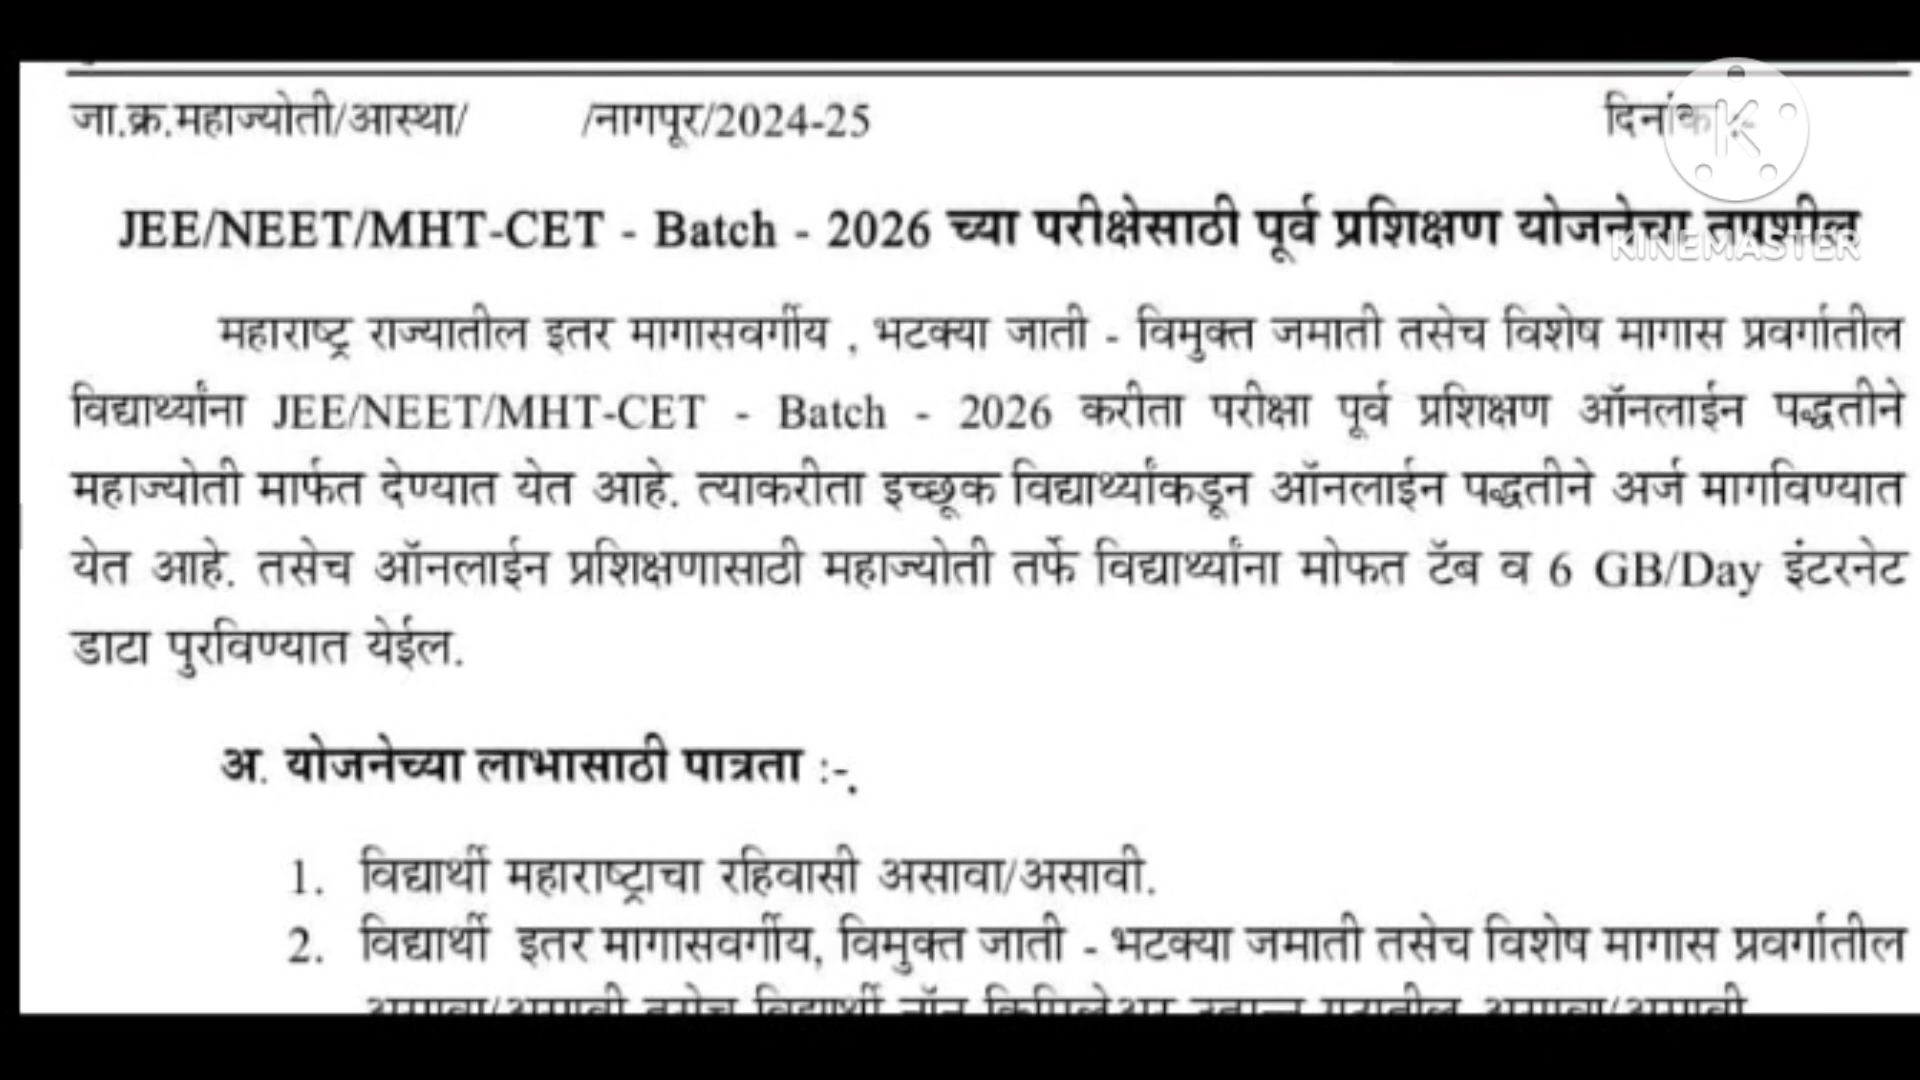 जा.क्र.महाज्योती/आस्था/ /नागपूर/2024-25 दिनांक :-
JEE/NEET/MHT-CET - Batch - 2026 च्या परीक्षेसाठी पूर्व प्रशिक्षण योजनेचा तपशील
KINEMASTER
महाराष्ट्र राज्यातील इतर मागासवर्गीय , भटक्या जाती - विमुक्त जमाती तसेच विशेष मागास प्रवर्गातील
विद्यार्थ्यांना JEE/NEET/MHT-CET - Batch - 2026 करीता परीक्षा पूर्व प्रशिक्षण ऑनलाईन पद्धतीने
महाज्योती मार्फत देण्यात येत आहे. त्याकरीता इच्छूक विद्यार्थ्यांकडून ऑनलाईन पद्धतीने अर्ज मागविण्यात
येत आहे. तसेच ऑनलाईन प्रशिक्षणासाठी महाज्योती तर्फे विद्यार्थ्यांना मोफत टॅब व 6 GB/Day इंटरनेट
डाटा पुरविण्यात येईल.
अ. योजनेच्या लाभासाठी पात्रता :-.
1. विद्यार्थी महाराष्ट्राचा रहिवासी असावा/असावी.
2. विद्यार्थी इतर मागासवर्गीय, विमुक्त जाती - भटक्या जमाती तसेच विशेष मागास प्रवर्गातील